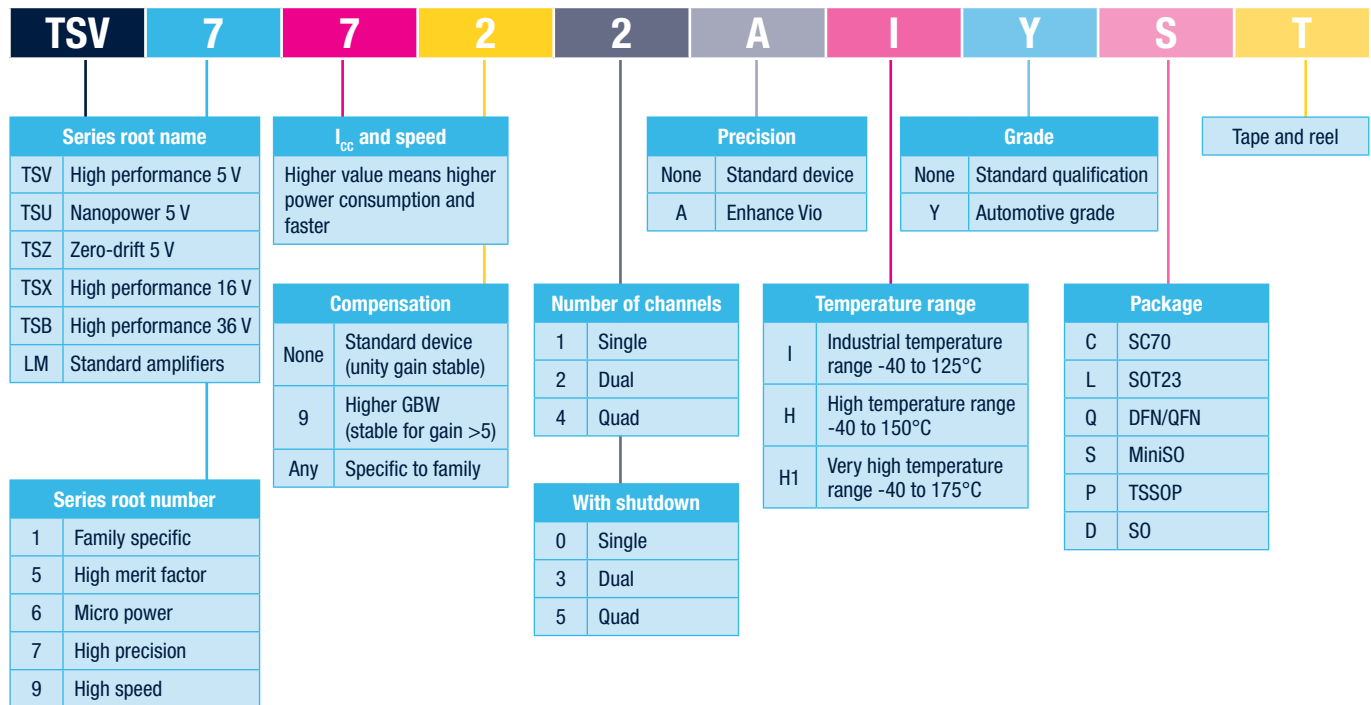 TSV 7 7 2 2 A I Y S T
Series root name
TSV High performance 5 V
TSU Nanopower 5 V
TSZ Zero-drift 5 V
TSX High performance 16 V
TSB High performance 36 V
LM Standard amplifiers
Series root number
1 Family specific
5 High merit factor
6 Micro power
7 High precision
9 High speed
Icc and speed
Higher value means higher
power consumption and
faster
Compensation
None Standard device
(unity gain stable)
9 Higher GBW
(stable for gain >5)
Any Specific to family
Number of channels
1 Single
2 Dual
4 Quad
With shutdown
0 Single
3 Dual
5 Quad
Precision
None Standard device
A Enhance Vio
Temperature range
I Industrial temperature
range -40 to 125°C
H High temperature range
-40 to 150°C
H1 Very high temperature
range -40 to 175°C
Grade
None Standard qualification
Y Automotive grade
Package
C SC70
L SOT23
Q DFN/QFN
S MiniSO
P TSSOP
D SO
Tape and reel